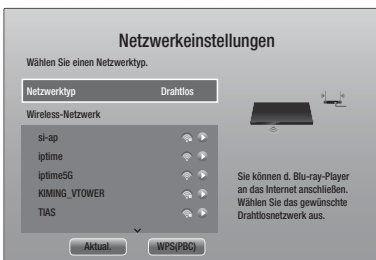 Netzwerkeinstellungen
Wählen Sie einen Netzwerktyp.
Netzwerktyp Drahtlos
Wireless-Netzwerk
si-ap
iptime
iptime5G
KIMING_VTOWER
TIAS
Sie können d. Blu-ray-Player
an das Internet anschließen.
Wählen Sie das gewünschte
Drahtlosnetzwerk aus.
Aktual. WPS(PBC)